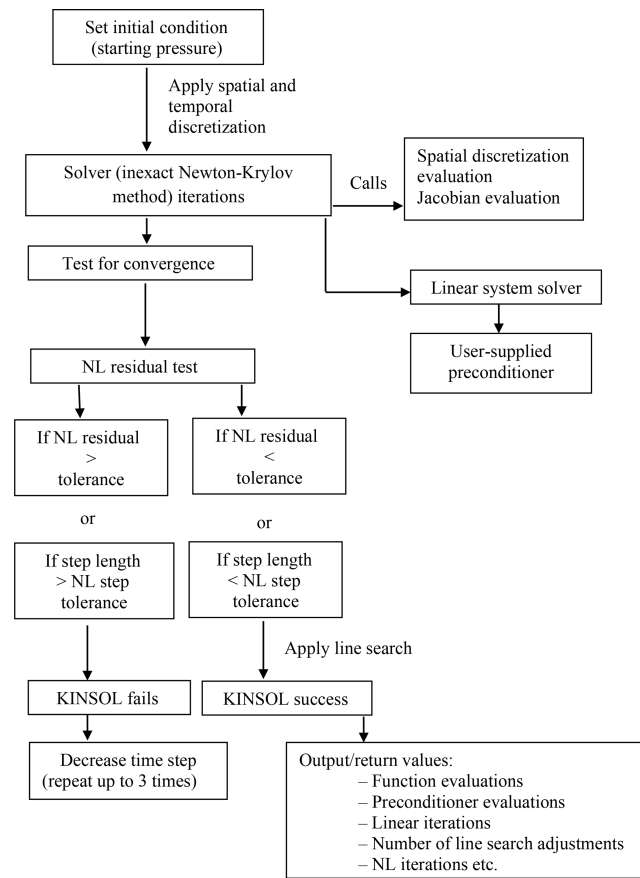 Set initial condition
(starting pressure)
Apply spatial and
temporal
discretization
Solver (inexact Newton-Krylov
method) iterations
Calls
Spatial discretization
evaluation
Jacobian evaluation
Test for convergence
Linear system solver
User-supplied
preconditioner
NL residual test
If NL residual
>
tolerance
If NL residual
<
tolerance
or
or
If step length
> NL step
tolerance
If step length
< NL step
tolerance
Apply line search
KINSOL fails
KINSOL success
Decrease time step
(repeat up to 3 times)
Output/return values:
– Function evaluations
– Preconditioner evaluations
– Linear iterations
– Number of line search adjustments
– NL iterations etc.